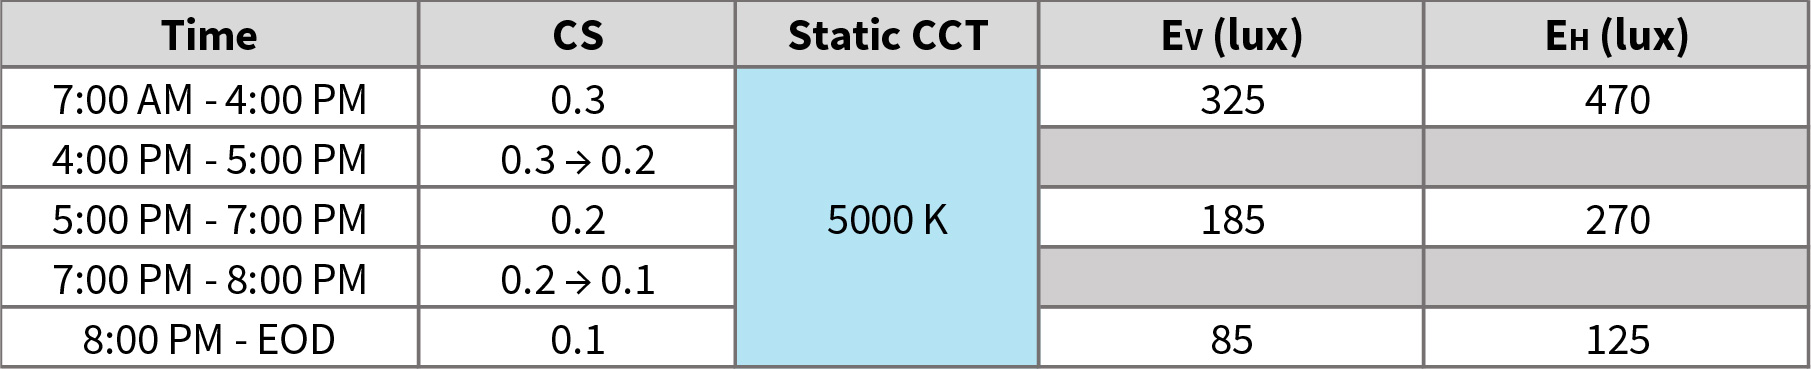 Time CS Static CCT EV (lux) EH (lux)
7:00 AM - 4:00 PM 0.3 325 470
4:00 PM - 5:00 PM 0.3 → 0.2
5:00 PM - 7:00 PM 0.2 5000 K 185 270
7:00 PM - 8:00 PM 0.2 → 0.1
8:00 PM - EOD 0.1 85 125